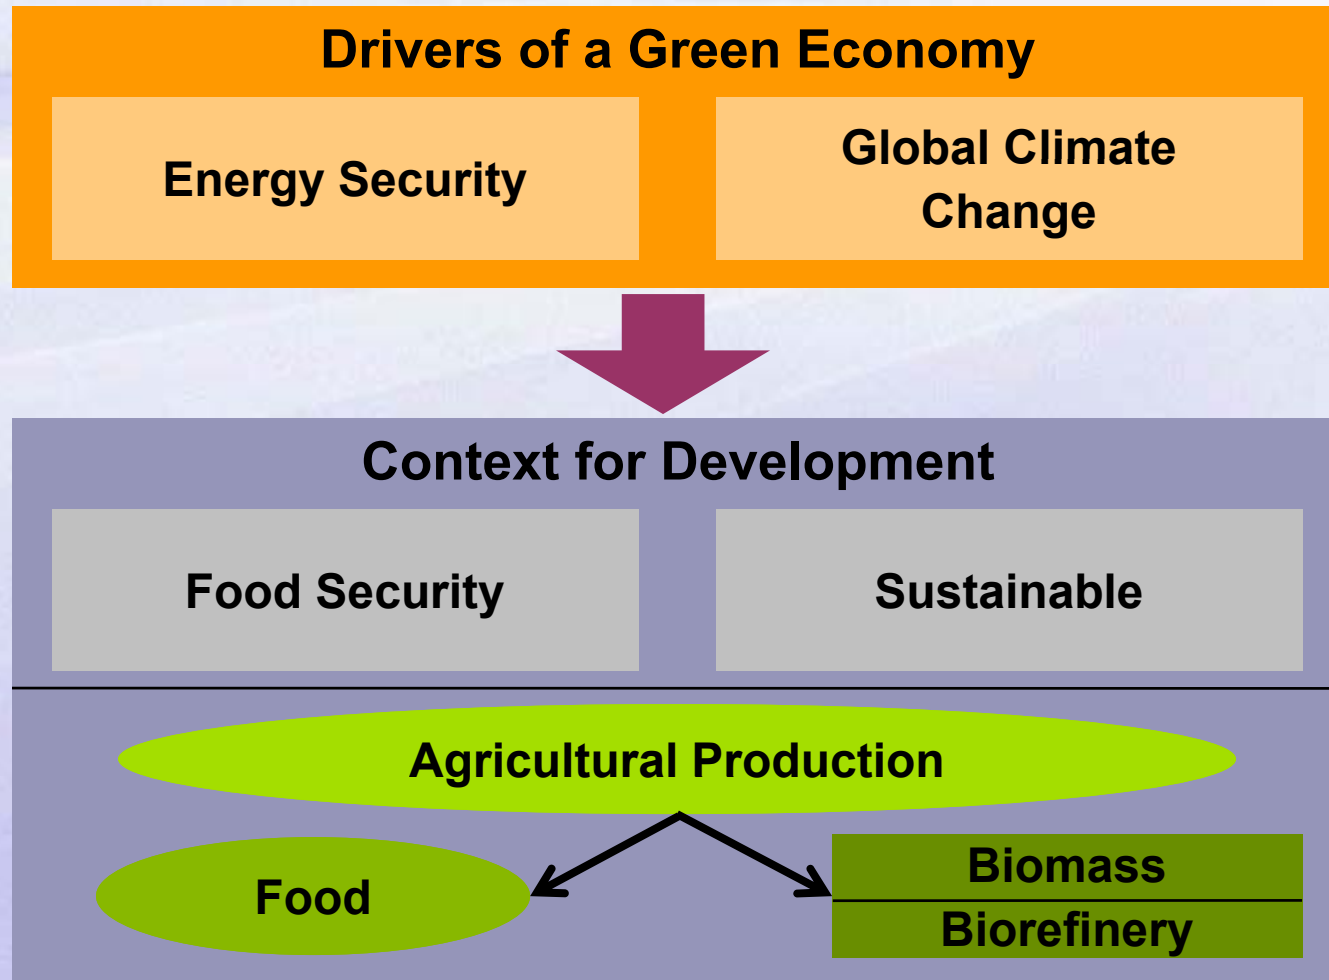 Drivers of a Green Economy
Energy Security
Global Climate
Change
Context for Development
Food Security
Sustainable
Agricultural Production
Food
Biomass
Biorefinery